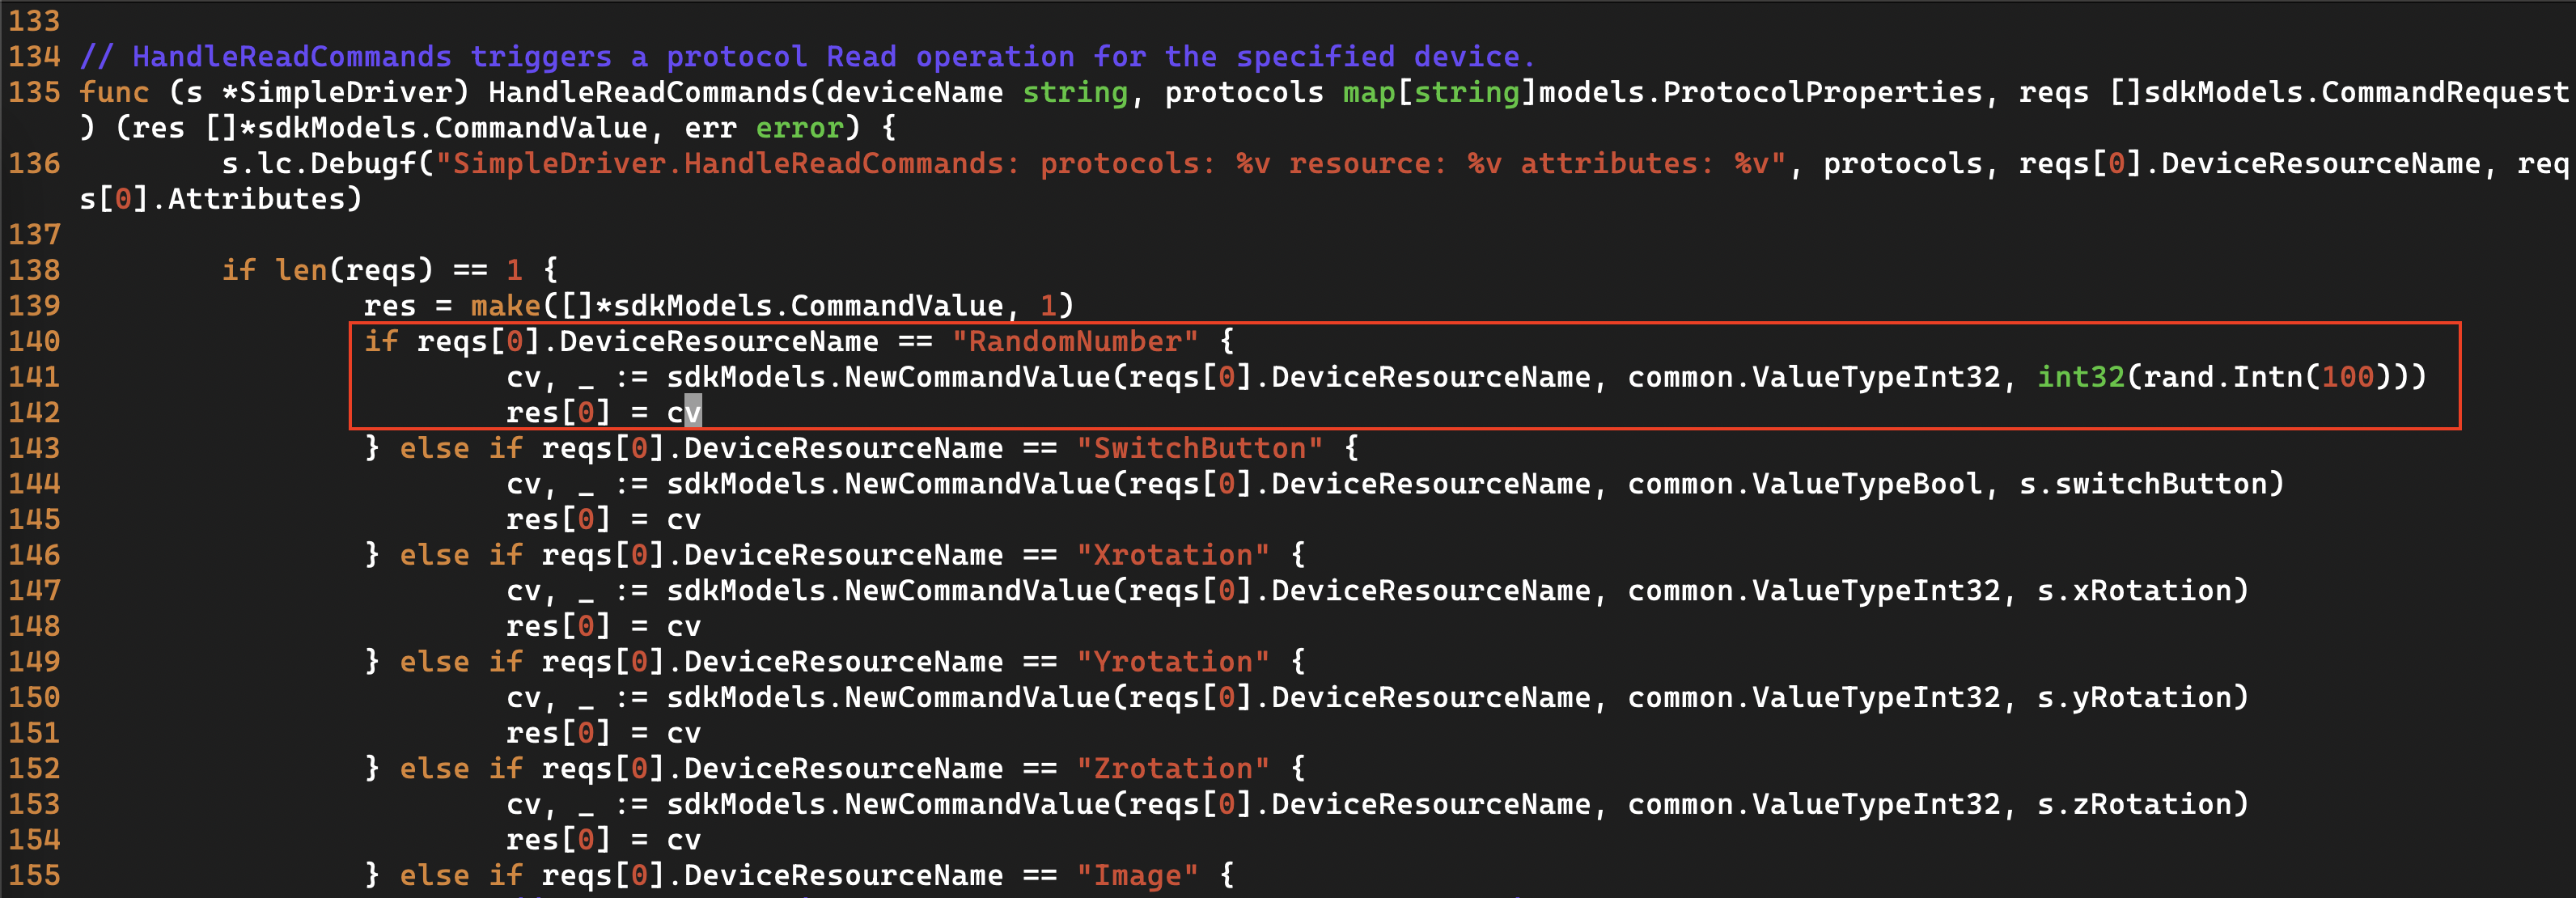 133
134 // HandleReadCommands triggers a protocol Read operation for the specified device.
135 func (s *SimpleDriver) HandleReadCommands(deviceName string, protocols map[string]models.ProtocolProperties, reqs []sdkModels.CommandRequest
) (res []*sdkModels.CommandValue, err error) {
136         s.lc.Debugf("SimpleDriver.HandleReadCommands: protocols: %v resource: %v attributes: %v", protocols, reqs[0].DeviceResourceName, req
s[0].Attributes)
137
138         if len(reqs) == 1 {
139                 res = make([]*sdkModels.CommandValue, 1)
140                 if reqs[0].DeviceResourceName == "RandomNumber" {
141                         cv, _ := sdkModels.NewCommandValue(reqs[0].DeviceResourceName, common.ValueTypeInt32, int32(rand.Intn(100)))
142                         res[0] = cv
143                 } else if reqs[0].DeviceResourceName == "SwitchButton" {
144                         cv, _ := sdkModels.NewCommandValue(reqs[0].DeviceResourceName, common.ValueTypeBool, s.switchButton)
145                         res[0] = cv
146                 } else if reqs[0].DeviceResourceName == "Xrotation" {
147                         cv, _ := sdkModels.NewCommandValue(reqs[0].DeviceResourceName, common.ValueTypeInt32, s.xRotation)
148                         res[0] = cv
149                 } else if reqs[0].DeviceResourceName == "Yrotation" {
150                         cv, _ := sdkModels.NewCommandValue(reqs[0].DeviceResourceName, common.ValueTypeInt32, s.yRotation)
151                         res[0] = cv
152                 } else if reqs[0].DeviceResourceName == "Zrotation" {
153                         cv, _ := sdkModels.NewCommandValue(reqs[0].DeviceResourceName, common.ValueTypeInt32, s.zRotation)
154                         res[0] = cv
155                 } else if reqs[0].DeviceResourceName == "Image" {